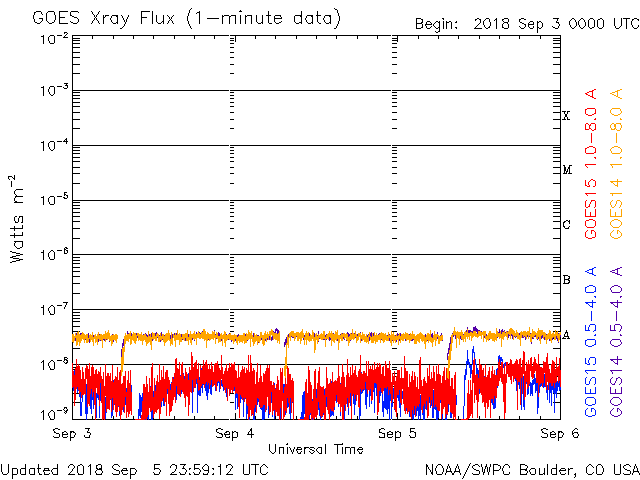 GOES Xray Flux (1-minute data)
Begin: 2018 Sep 3 0000 UTC
10⁻²
10⁻³
10⁻⁴
10⁻⁵
10⁻⁶
10⁻⁷
10⁻⁸
10⁻⁹
Watts m⁻²
X
M
C
B
A
GOES15 1.0-8.0 A
GOES14 1.0-8.0 A
GOES15 0.5-4.0 A
GOES14 0.5-4.0 A
Sep 3
Sep 4
Sep 5
Sep 6
Universal Time
Updated 2018 Sep 5 23:59:12 UTC
NOAA/SWPC Boulder, CO USA